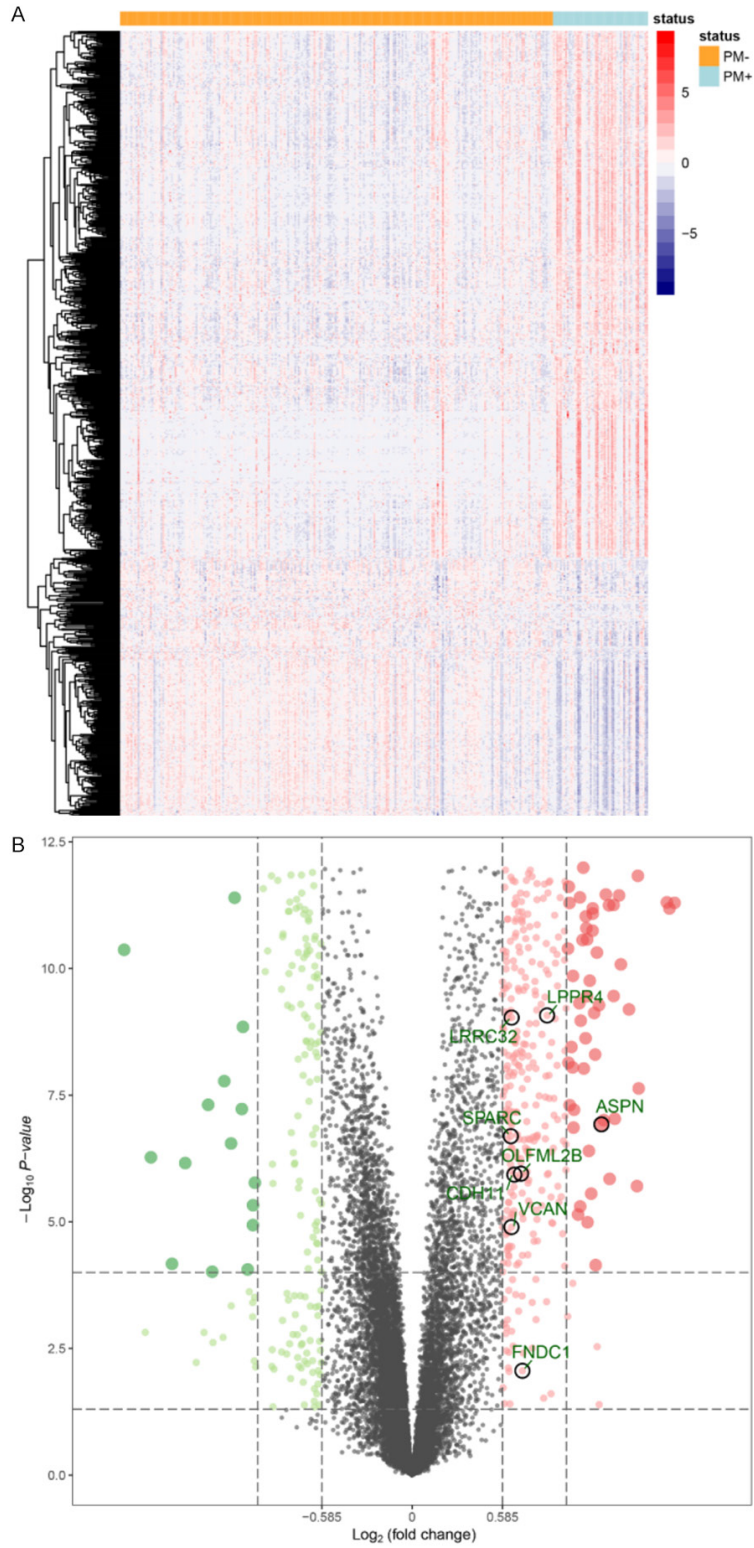 A
status
status
PM-
PM+
5
0
−5
B
12.5
10.0
7.5
5.0
2.5
0.0
−Log10 P-value
LPPR4
LRRC32
ASPN
SPARC
OLFML2B
CDH11
VCAN
FNDC1
−0.585
0
0.585
Log2 (fold change)